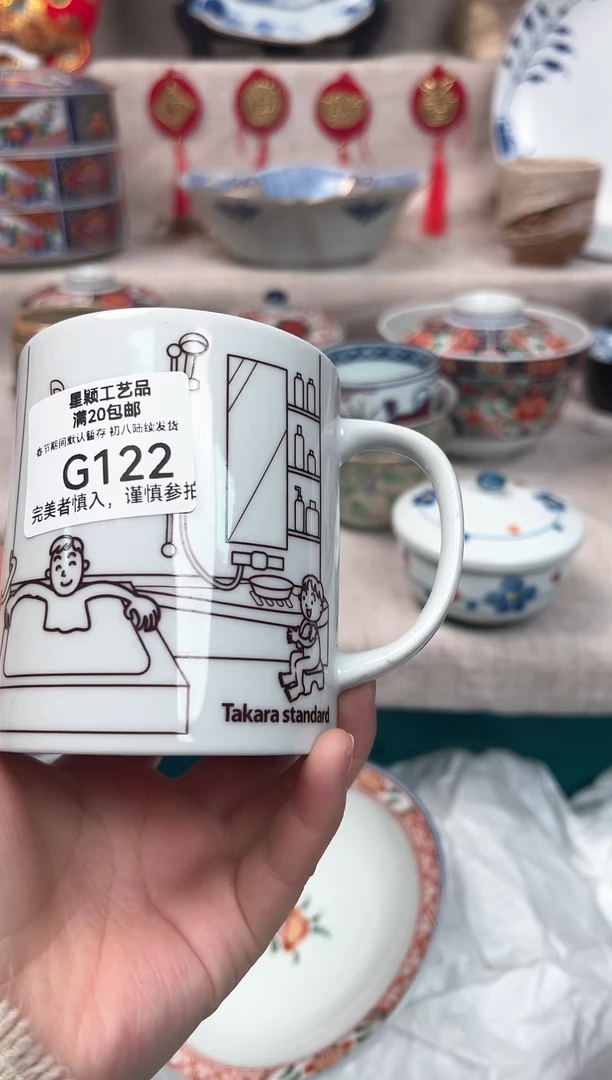 星颖工艺品
满20包邮
春节期间默认暂存 初八陆续发货
G122
完美者慎入，谨慎参拍
Takara standard